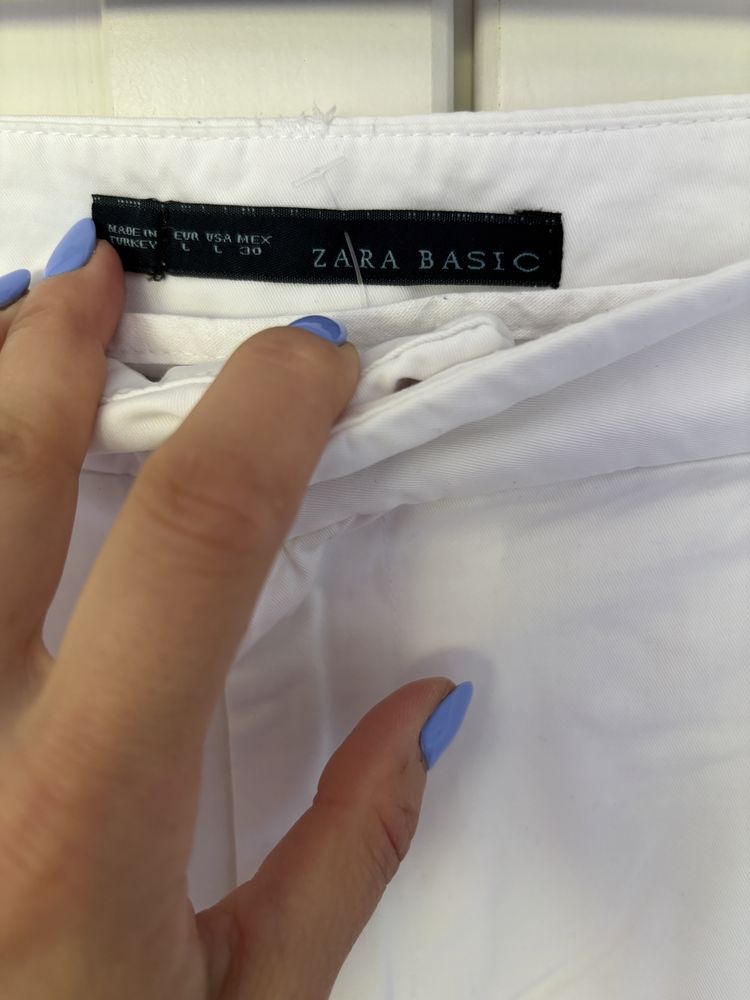 MADE IN
TURKEY
EUR USA MEX
L L 30
ZARA BASIC